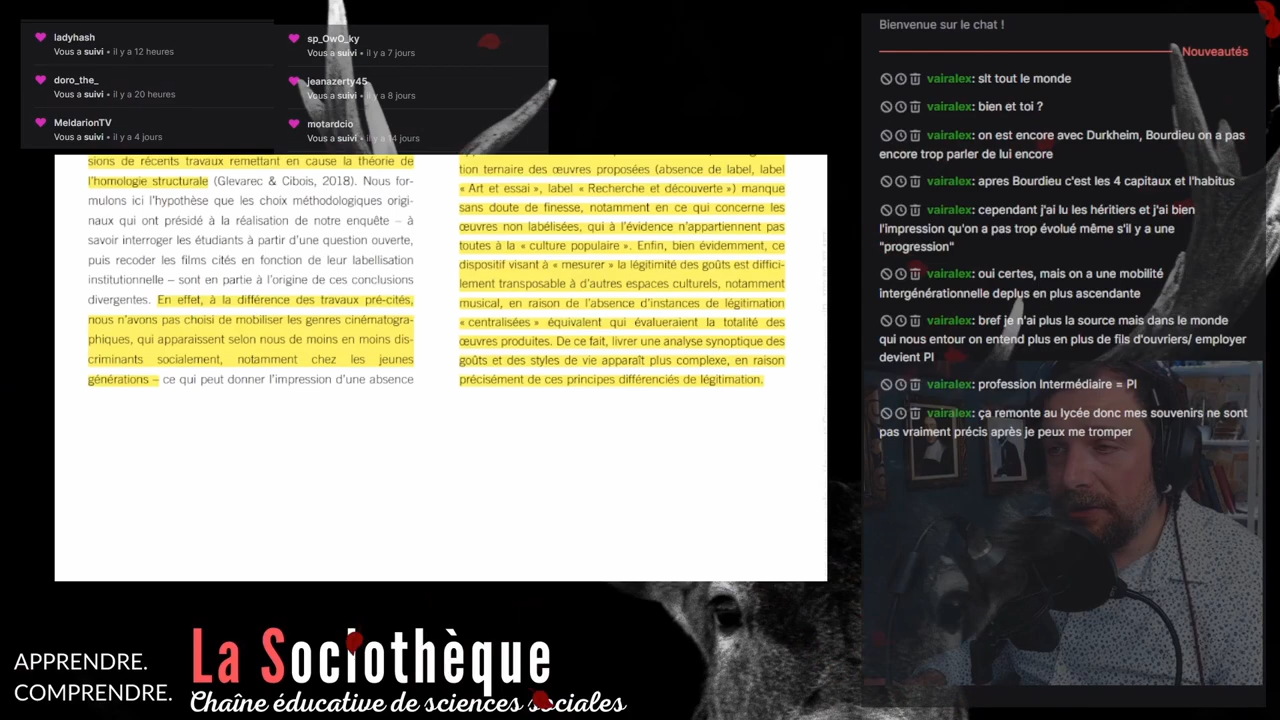 ladyhash
Vous a suivi • il y a 12 heures
doro_the_
Vous a suivi • il y a 20 heures
MeldarionTV
Vous a suivi • il y a 4 jours
sp_OwO_ky
Vous a suivi • il y a 7 jours
jeanazerty45
Vous a suivi • il y a 8 jours
motardcio
Vous a suivi • il y a 14 jours
sions de récents travaux remettant en cause la théorie de
l'homologie structurale (Glevarec & Cibois, 2018). Nous for-
mulons ici l'hypothèse que les choix méthodologiques origi-
naux qui ont présidé à la réalisation de notre enquête – à
savoir interroger les étudiants à partir d'une question ouverte,
puis recoder les films cités en fonction de leur labellisation
institutionnelle – sont en partie à l'origine de ces conclusions
divergentes. En effet, à la différence des travaux pré-cités,
nous n'avons pas choisi de mobiliser les genres cinématogra-
phiques, qui apparaissent selon nous de moins en moins dis-
criminants socialement, notamment chez les jeunes
générations – ce qui peut donner l'impression d'une absence
tion ternaire des œuvres proposées (absence de label, label
« Art et essai », label « Recherche et découverte ») manque
sans doute de finesse, notamment en ce qui concerne les
œuvres non labélisées, qui à l'évidence n'appartiennent pas
toutes à la « culture populaire ». Enfin, bien évidemment, ce
dispositif visant à « mesurer » la légitimité des goûts est diffici-
lement transposable à d'autres espaces culturels, notamment
musical, en raison de l'absence d'instances de légitimation
« centralisées » équivalent qui évalueraient la totalité des
œuvres produites. De ce fait, livrer une analyse synoptique des
goûts et des styles de vie apparaît plus complexe, en raison
précisément de ces principes différenciés de légitimation.
Bienvenue sur le chat !
Nouveautés
vairalex: slt tout le monde
vairalex: bien et toi ?
vairalex: on est encore avec Durkheim, Bourdieu on a pas
encore trop parler de lui encore
vairalex: apres Bourdieu c'est les 4 capitaux et l'habitus
vairalex: cependant j'ai lu les héritiers et j'ai bien
l'impression qu'on a pas trop évolué même s'il y a une
"progression"
vairalex: oui certes, mais on a une mobilité
intergénérationnelle deplus en plus ascendante
vairalex: bref je n'ai plus la source mais dans le monde
qui nous entour on entend plus en plus de fils d'ouvriers/ employer
devient PI
vairalex: profession Intermédiaire = PI
vairalex: ça remonte au lycée donc mes souvenirs ne sont
pas vraiment précis après je peux me tromper
APPRENDRE.
COMPRENDRE.
La Sociothèque
Chaîne éducative de sciences sociales